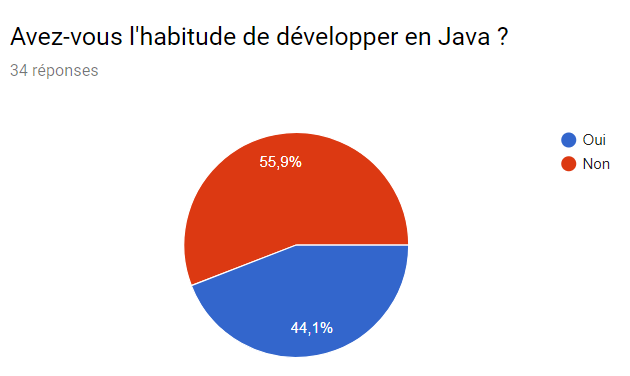 Avez-vous l'habitude de développer en Java ?
34 réponses
Oui
Non
55,9%
44,1%